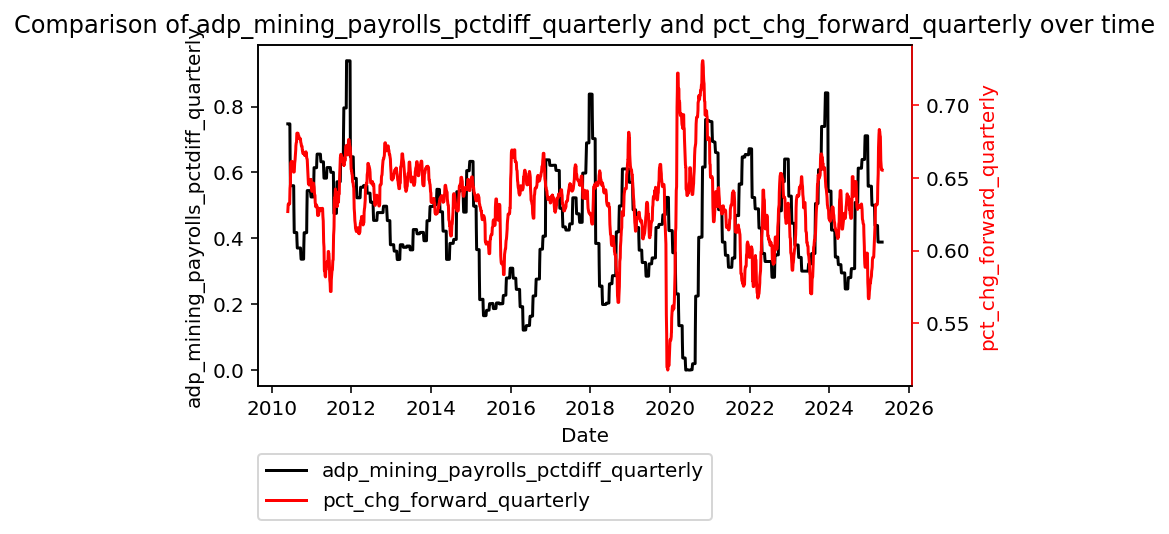 Comparison of adp_mining_payrolls_pctdiff_quarterly and pct_chg_forward_quarterly over time
adp_mining_payrolls_pctdiff_quarterly
0.8
0.6
0.4
0.2
0.0
0.70
0.65
0.60
0.55
pct_chg_forward_quarterly
2010 2012 2014 2016 2018 2020 2022 2024 2026
Date
adp_mining_payrolls_pctdiff_quarterly
pct_chg_forward_quarterly